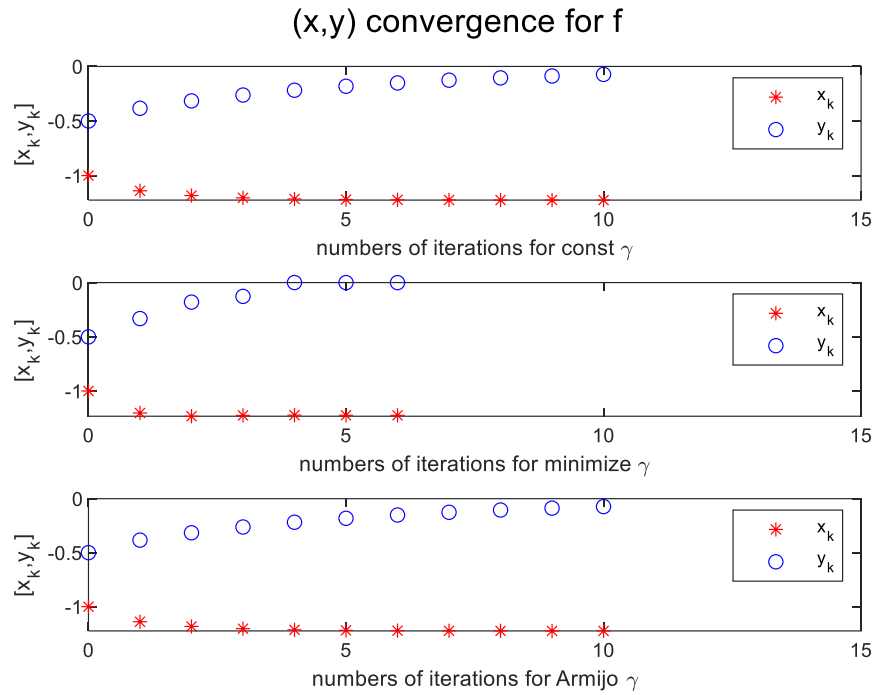 (x,y) convergence for f
0
-0.5
-1
[x_k,y_k]
x_k
y_k
0 5 10 15
numbers of iterations for const γ
0
-0.5
-1
[x_k,y_k]
x_k
y_k
0 5 10 15
numbers of iterations for minimize γ
0
-0.5
-1
[x_k,y_k]
x_k
y_k
0 5 10 15
numbers of iterations for Armijo γ